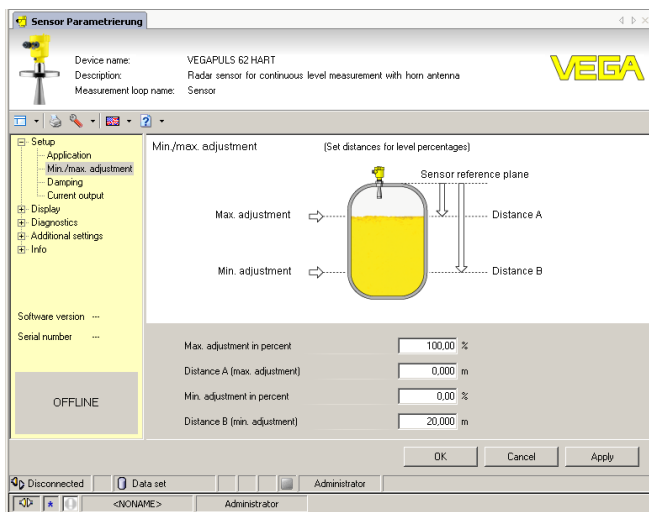 Sensor Parametrierung
Device name: VEGAPULS 62 HART
Description: Radar sensor for continuous level measurement with horn antenna
Measurement loop name: Sensor
VEGA
Setup
Application
Min./max. adjustment
Damping
Current output
Display
Diagnostics
Additional settings
Info
Software version ---
Serial number ---
OFFLINE
Min./max. adjustment (Set distances for level percentages)
Sensor reference plane
Max. adjustment Distance A
Min. adjustment Distance B
Max. adjustment in percent 100,00 %
Distance A (max. adjustment) 0,000 m
Min. adjustment in percent 0,00 %
Distance B (min. adjustment) 20,000 m
OK Cancel Apply
Disconnected Data set Administrator
<NONAME> Administrator